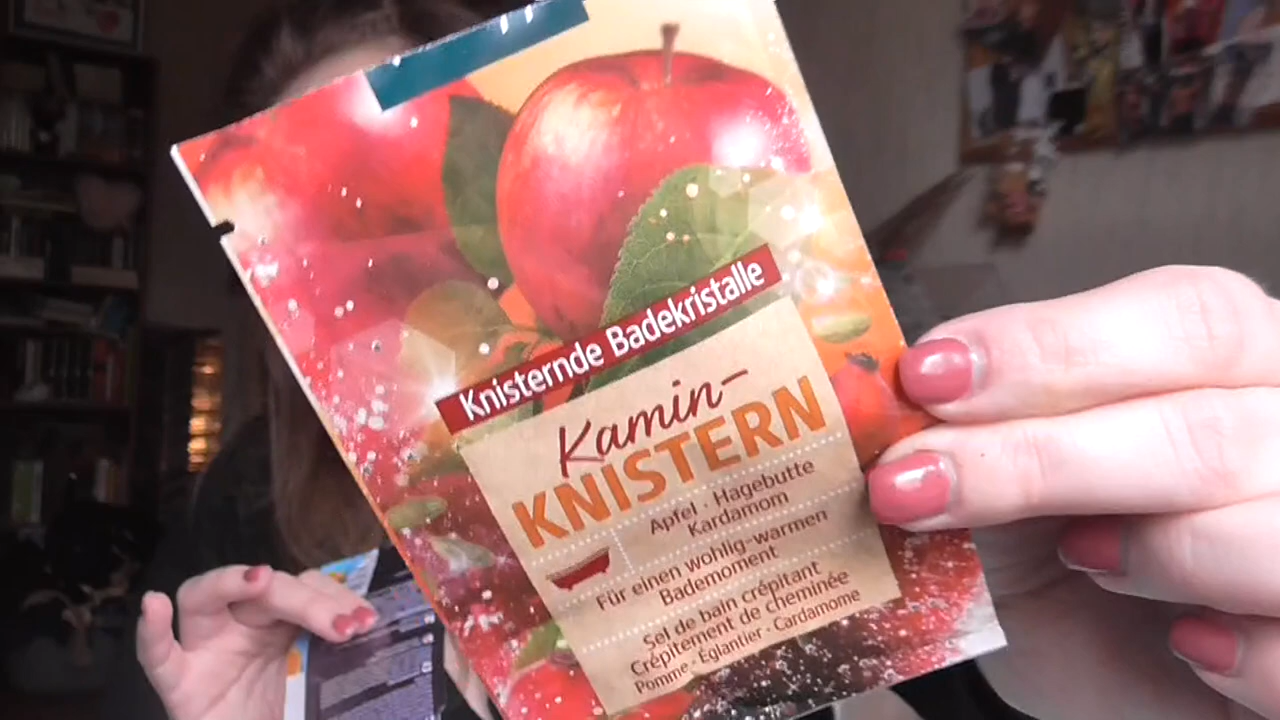 Knisternde Badekristalle
Kamin-
KNISTERN
Apfel · Hagebutte
Kardamom
Für einen wohlig-warmen
Bademoment
Sel de bain crépitant
Crépitement de cheminée
Pomme · Églantier · Cardamome